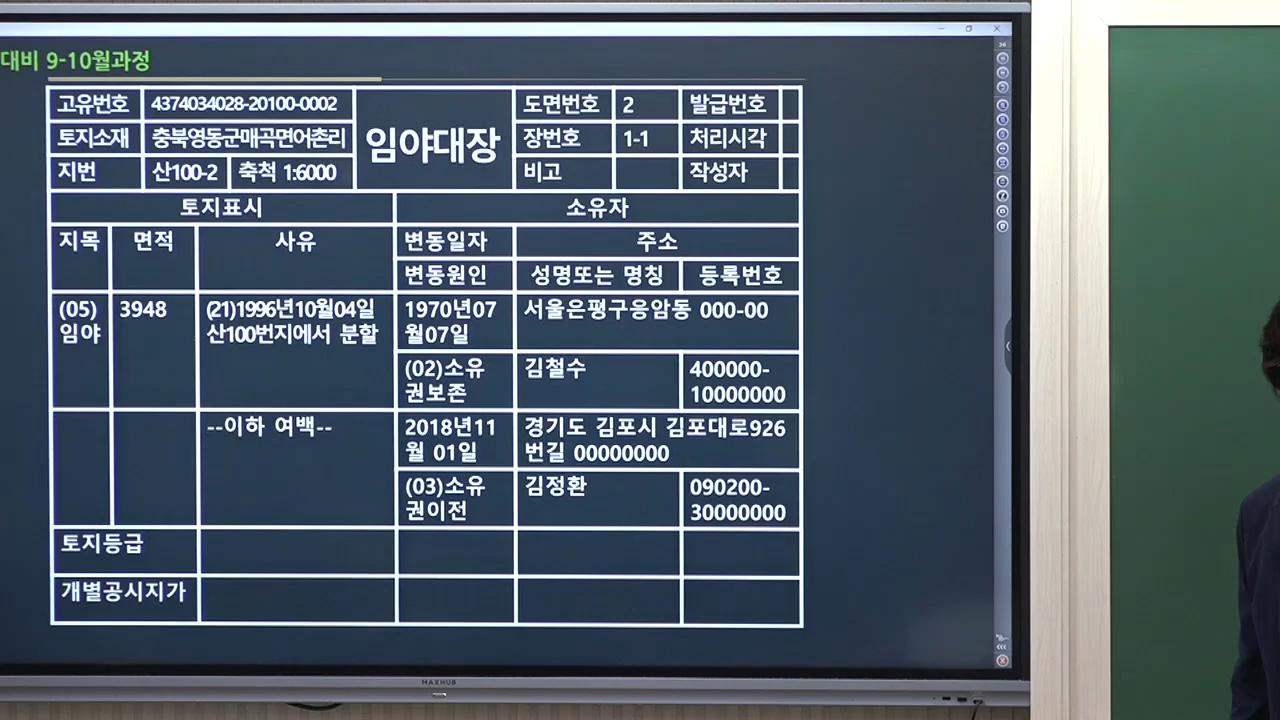 대비 9-10월과정
고유번호 4374034028-20100-0002 임야대장 도면번호 2 발급번호
토지소재 충북영동군매곡면어촌리 장번호 1-1 처리시각
지번 산100-2 축척 1:6000 비고 작성자
토지표시 소유자
지목 면적 사유 변동일자 주소
변동원인 성명또는 명칭 등록번호
(05) 3948 (21)1996년10월04일 1970년07 서울은평구응암동 000-00
임야 산100번지에서 분할 월07일
(02)소유 김철수 400000-
권보존 10000000
--이하 여백-- 2018년11 경기도 김포시 김포대로926
월 01일 번길 00000000
(03)소유 김정환 090200-
권이전 30000000
토지등급
개별공시지가
MAXHUB